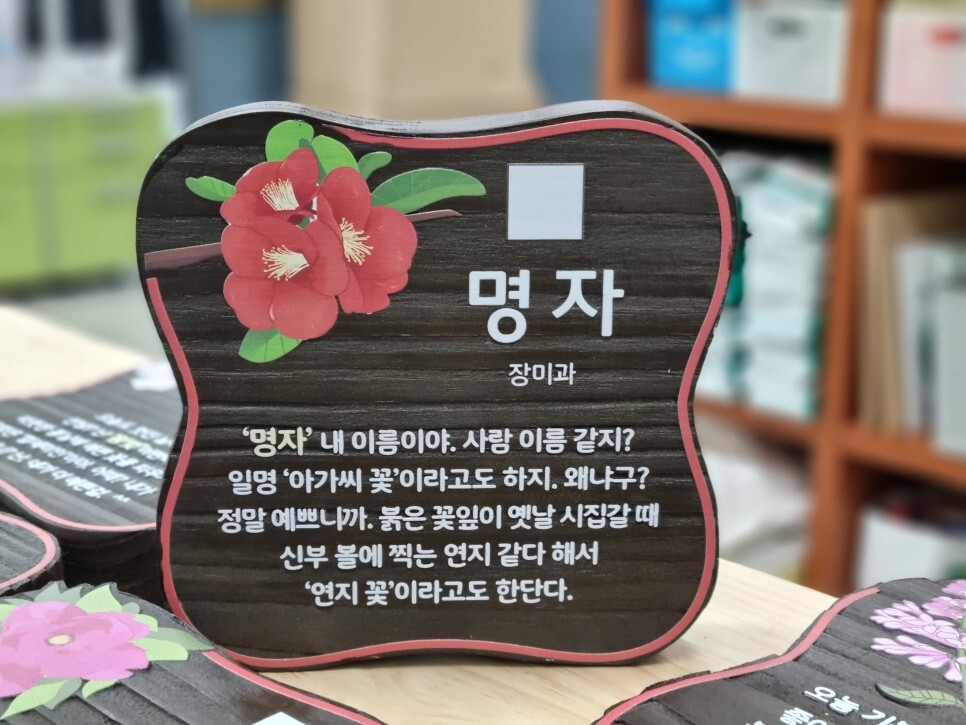 명자
장미과
‘명자’ 내 이름이야. 사람 이름 같지?
일명 ‘아가씨 꽃’이라고도 하지. 왜냐구?
정말 예쁘니까. 붉은 꽃잎이 옛날 시집갈 때
신부 볼에 찍는 연지 같다 해서
‘연지 꽃’이라고도 한단다.
오늘